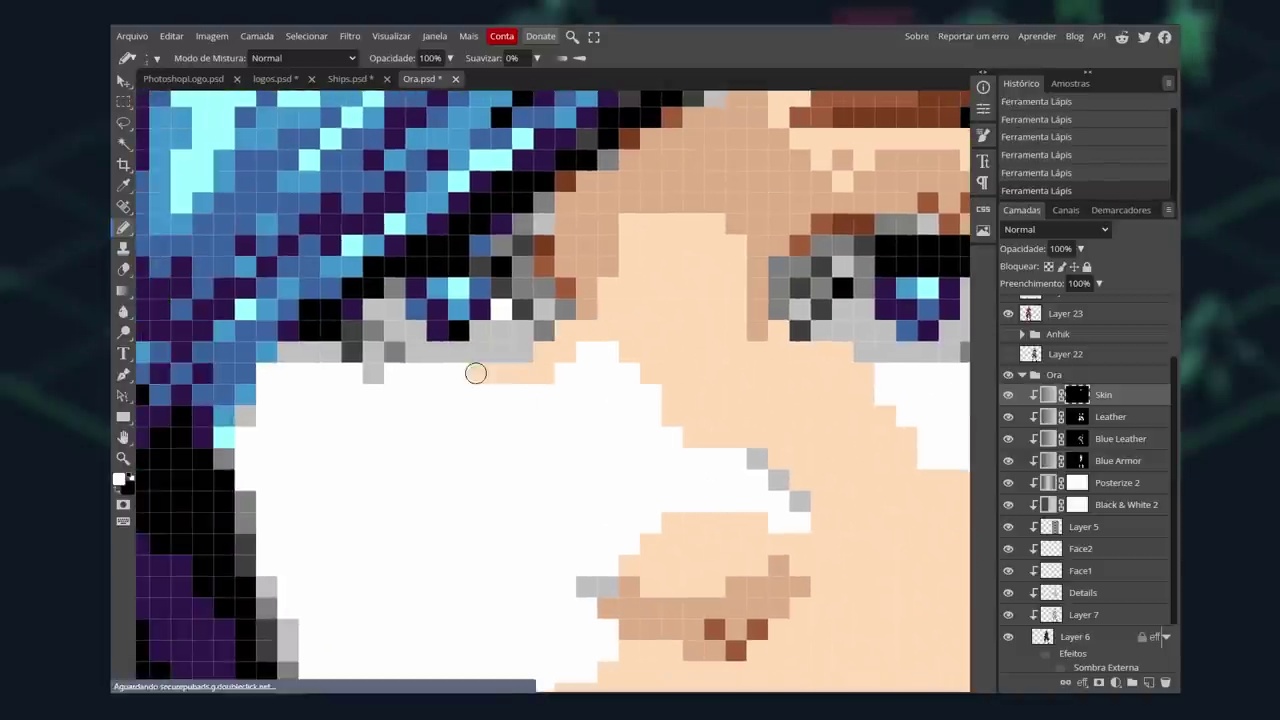 Arquivo Editar Imagem Camada Selecionar Filtro Visualizar Janela Mais Conta Donate Sobre Reportar um erro Aprender Blog API
Modo de Mistura: Normal Opacidade: 100% Suavizar: 0%
PhotoshopLogo.psd logos.psd * Ships.psd * Ora.psd *
Histórico Amostras
Ferramenta Lápis
Ferramenta Lápis
Ferramenta Lápis
Ferramenta Lápis
Ferramenta Lápis
Ferramenta Lápis
CSS
Camadas Canais Demarcadores
Normal
Opacidade: 100%
Bloquear:
Preenchimento: 100%
Layer 23
Anhik
Layer 22
Ora
Skin
Leather
Blue Leather
Blue Armor
Posterize 2
Black & White 2
Layer 5
Face2
Face1
Details
Layer 7
Layer 6 eff
Efeitos
Sombra Externa
eff
Aguardando securepubads.g.doubleclick.net...